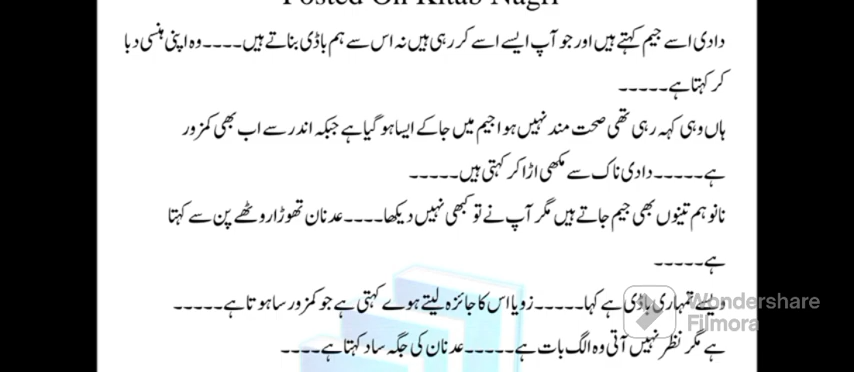 Posted On Kitab Nagri
دادی اسے جیم کہتے ہیں اور جو آپ ایسے اسے کر رہی ہیں نہ اس سے ہم باڈی بناتے ہیں۔۔۔۔وہ اپنی ہنسی دبا
کر کہتا ہے۔۔۔۔۔
ہاں وہی کہہ رہی تھی صحت مند نہیں ہوا جیم میں جا کے ایسا ہو گیا ہے جبکہ اندر سے اب بھی کمزور
ہے۔۔۔۔۔دادی ناک سے مکھی اڑا کر کہتی ہیں۔۔۔۔۔
نانو ہم تینوں بھی جیم جاتے ہیں مگر آپ نے تو کبھی نہیں دیکھا۔۔۔۔عدنان تھوڑا روٹھے پن سے کہتا
ہے۔۔۔۔۔
ویسے تمہاری باڈی ہے کہا۔۔۔۔۔زویا اس کا جائزہ لیتے ہوے کہتی ہے جو کمزور سا ہوتا ہے۔۔۔۔۔
ہے مگر نظر نہیں آتی وہ الگ بات ہے۔۔۔۔۔عدنان کی جگہ ساد کہتا ہے۔۔۔۔
Wondershare
Filmora